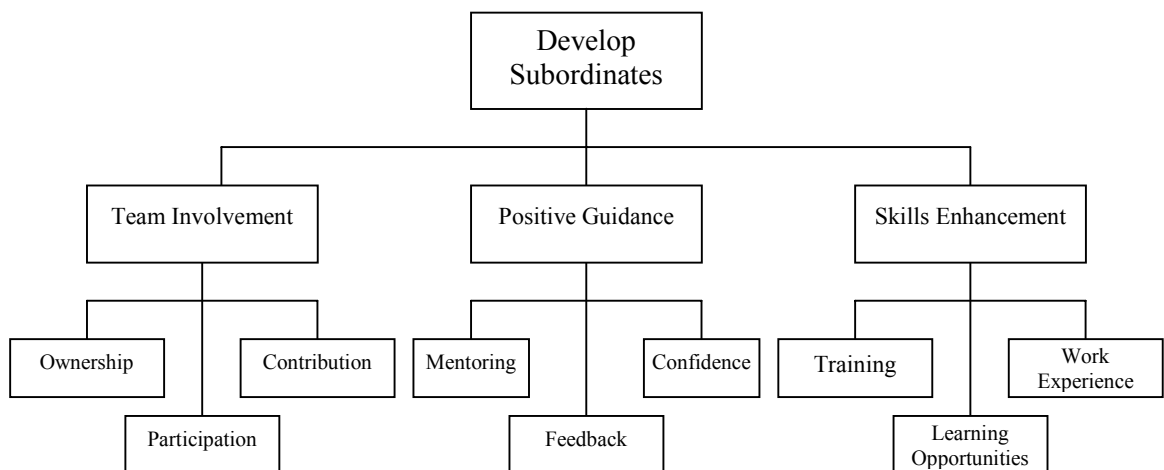 Develop
Subordinates
Team Involvement
Positive Guidance
Skills Enhancement
Ownership
Contribution
Mentoring
Confidence
Training
Work
Experience
Participation
Feedback
Learning
Opportunities